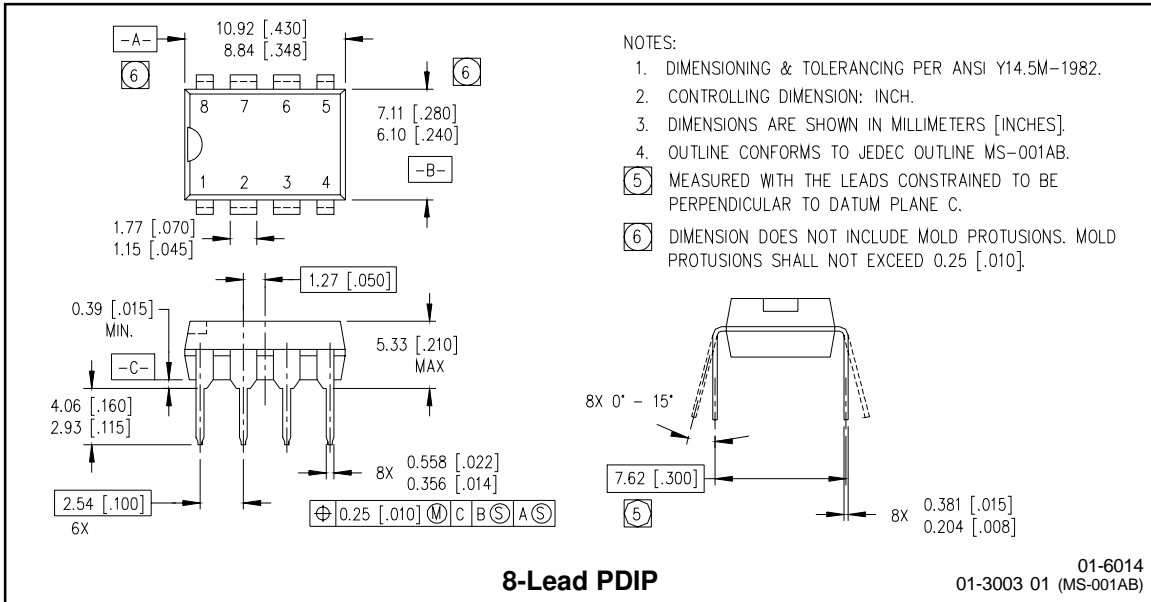 10.92 [.430]
8.84 [.348]
-A-
6
6
8 7 6 5
1 2 3 4
7.11 [.280]
6.10 [.240]
-B-
1.77 [.070]
1.15 [.045]
NOTES:
1. DIMENSIONING & TOLERANCING PER ANSI Y14.5M-1982.
2. CONTROLLING DIMENSION: INCH.
3. DIMENSIONS ARE SHOWN IN MILLIMETERS [INCHES].
4. OUTLINE CONFORMS TO JEDEC OUTLINE MS-001AB.
5 MEASURED WITH THE LEADS CONSTRAINED TO BE
PERPENDICULAR TO DATUM PLANE C.
6 DIMENSION DOES NOT INCLUDE MOLD PROTUSIONS. MOLD
PROTUSIONS SHALL NOT EXCEED 0.25 [.010].
1.27 [.050]
0.39 [.015]
MIN.
-C-
5.33 [.210]
MAX
4.06 [.160]
2.93 [.115]
8X 0.558 [.022]
0.356 [.014]
2.54 [.100]
6X
⌖ 0.25 [.010] Ⓜ C B Ⓢ A Ⓢ
8X 0° - 15°
7.62 [.300]
5
8X 0.381 [.015]
0.204 [.008]
8-Lead PDIP
01-6014
01-3003 01 (MS-001AB)